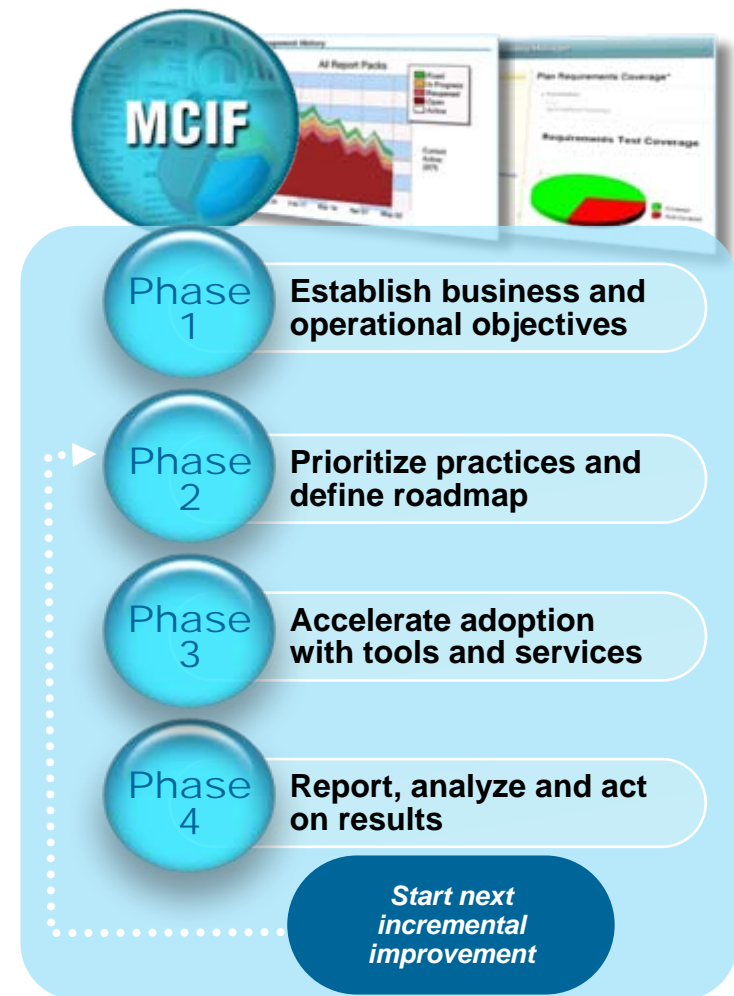 MCIF
All Report Packs
Plan Requirements Coverage*
Requirements Test Coverage
Phase
1
Establish business and
operational objectives
Phase
2
Prioritize practices and
define roadmap
Phase
3
Accelerate adoption
with tools and services
Phase
4
Report, analyze and act
on results
Start next
incremental
improvement